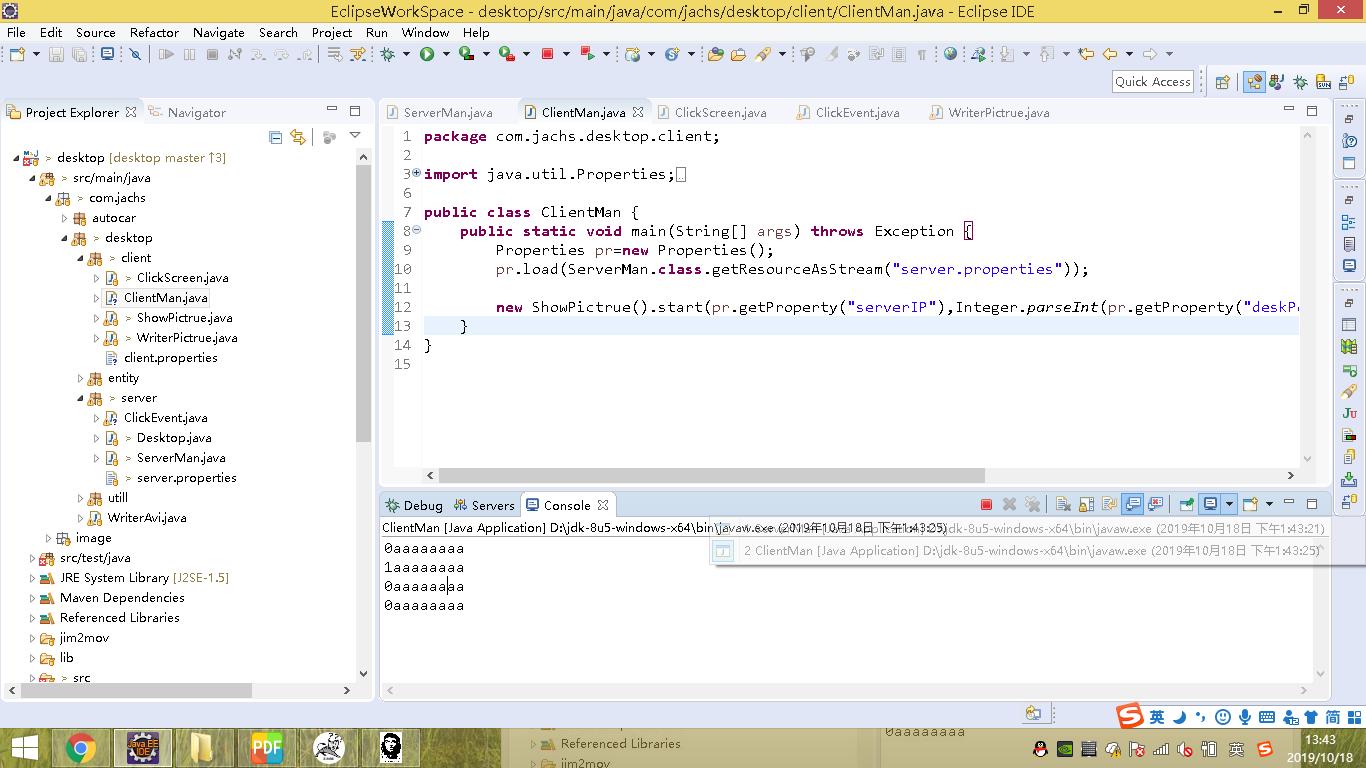 EclipseWorkSpace - desktop/src/main/java/com/jachs/desktop/client/ClientMan.java - Eclipse IDE
File Edit Source Refactor Navigate Search Project Run Window Help
Quick Access
Project Explorer
Navigator
> desktop [desktop master ↑3]
> src/main/java
> com.jachs
autocar
> desktop
> client
> ClickScreen.java
ClientMan.java
> ShowPictrue.java
> WriterPictrue.java
client.properties
entity
> server
ClickEvent.java
> Desktop.java
> ServerMan.java
> server.properties
utill
WriterAvi.java
image
src/test/java
JRE System Library [J2SE-1.5]
Maven Dependencies
Referenced Libraries
jim2mov
lib
> src
ServerMan.java
ClientMan.java
ClickScreen.java
ClickEvent.java
WriterPictrue.java
1 package com.jachs.desktop.client;
2
3 import java.util.Properties;
6
7 public class ClientMan {
8 public static void main(String[] args) throws Exception {
9 Properties pr=new Properties();
10 pr.load(ServerMan.class.getResourceAsStream("server.properties"));
11
12 new ShowPictrue().start(pr.getProperty("serverIP"),Integer.parseInt(pr.getProperty("deskP
13 }
14 }
15
Debug Servers Console
ClientMan [Java Application] D:\jdk-8u5-windows-x64\bin\javaw.exe (2019年10月18日 下午1:43:25)
\jdk-8u5-windows-x64\bin\javaw.exe (2019年10月18日 下午1:43:21)
2 ClientMan [Java Application] D:\jdk-8u5-windows-x64\bin\javaw.exe (2019年10月18日 下午1:43:25)
0aaaaaaaa
1aaaaaaaa
0aaaaaaaa
0aaaaaaaa
英
简
Java EE
IDE
PDF
Referenced Libraries
jim2mov
0aaaaaaaa
英
13:43
2019/10/18